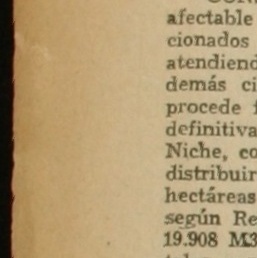 afectable
cionados
atendiend
demás ci
procede
definitiva
Niche, co
distribuir
hectáreas
según Re
19.908 M3